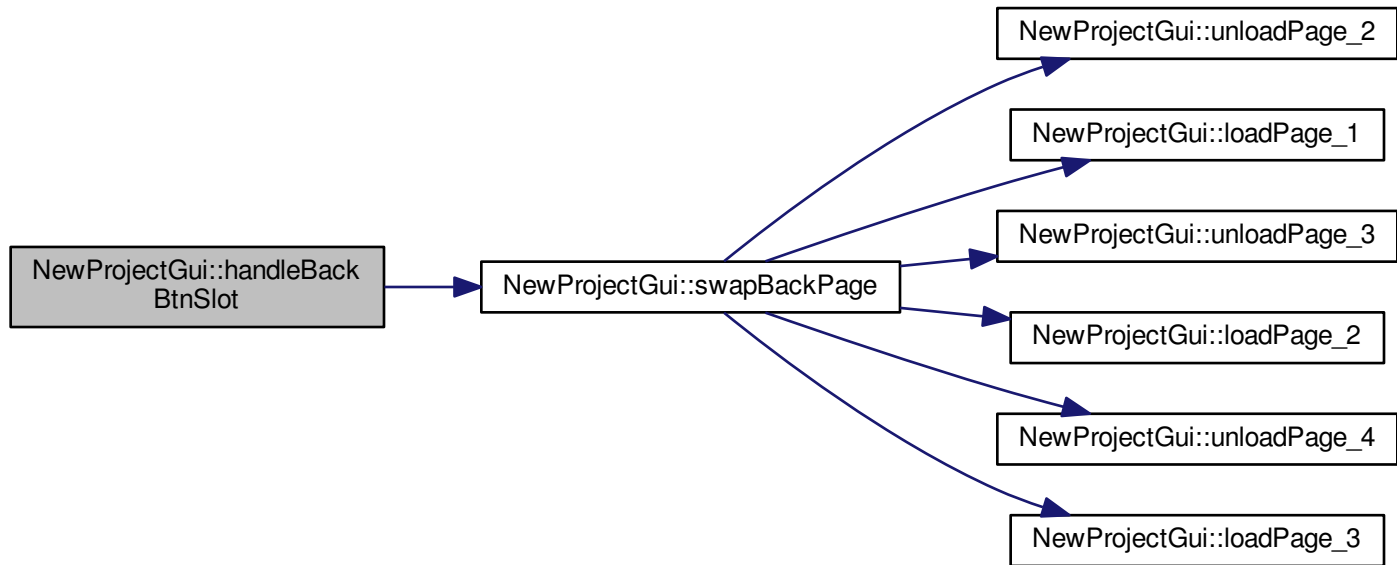 NewProjectGui::handleBack
BtnSlot
NewProjectGui::swapBackPage
NewProjectGui::unloadPage_2
NewProjectGui::loadPage_1
NewProjectGui::unloadPage_3
NewProjectGui::loadPage_2
NewProjectGui::unloadPage_4
NewProjectGui::loadPage_3